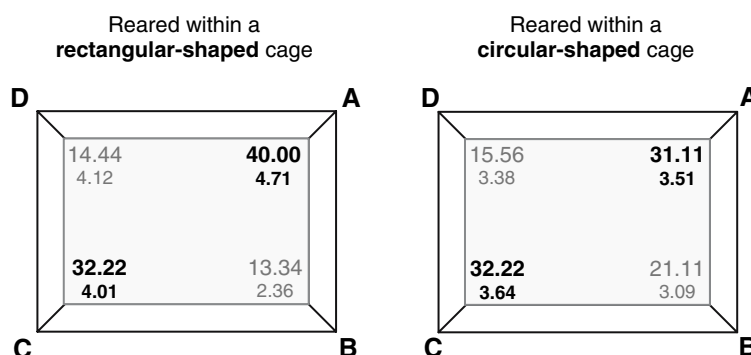 Reared within a
rectangular-shaped cage
D
A
14.44
40.00
4.12
4.71
32.22
13.34
4.01
2.36
C
B
Reared within a
circular-shaped cage
D
A
15.56
31.11
3.38
3.51
32.22
21.11
3.64
3.09
C
B